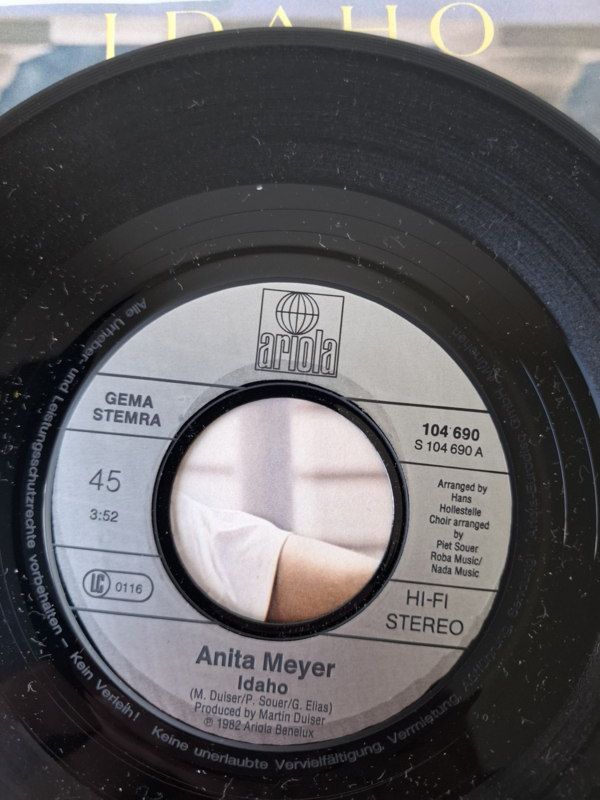 IDAHO
ariola
GEMA
STEMRA
45
3:52
LC 0116
104 690
S 104 690 A
Arranged by
Hans
Hollestelle
Choir arranged
by
Piet Souer
Roba Music/
Nada Music
HI-FI
STEREO
Anita Meyer
Idaho
(M. Duiser/P. Souer/G. Elias)
Produced by Martin Duiser
℗ 1982 Ariola Benelux
Alle Urheber- und Leistungsschutzrechte vorbehalten – Kein Verleih! Keine unerlaubte Vervielfältigung, Vermietung,